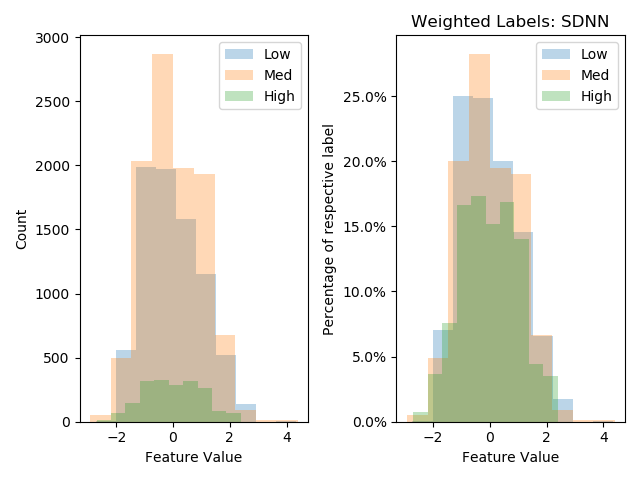 Weighted Labels: SDNN
Count
3000
2500
2000
1500
1000
500
0
−2
0
2
4
Feature Value
Low
Med
High
Percentage of respective label
25.0%
20.0%
15.0%
10.0%
5.0%
0.0%
−2
0
2
4
Feature Value
Low
Med
High